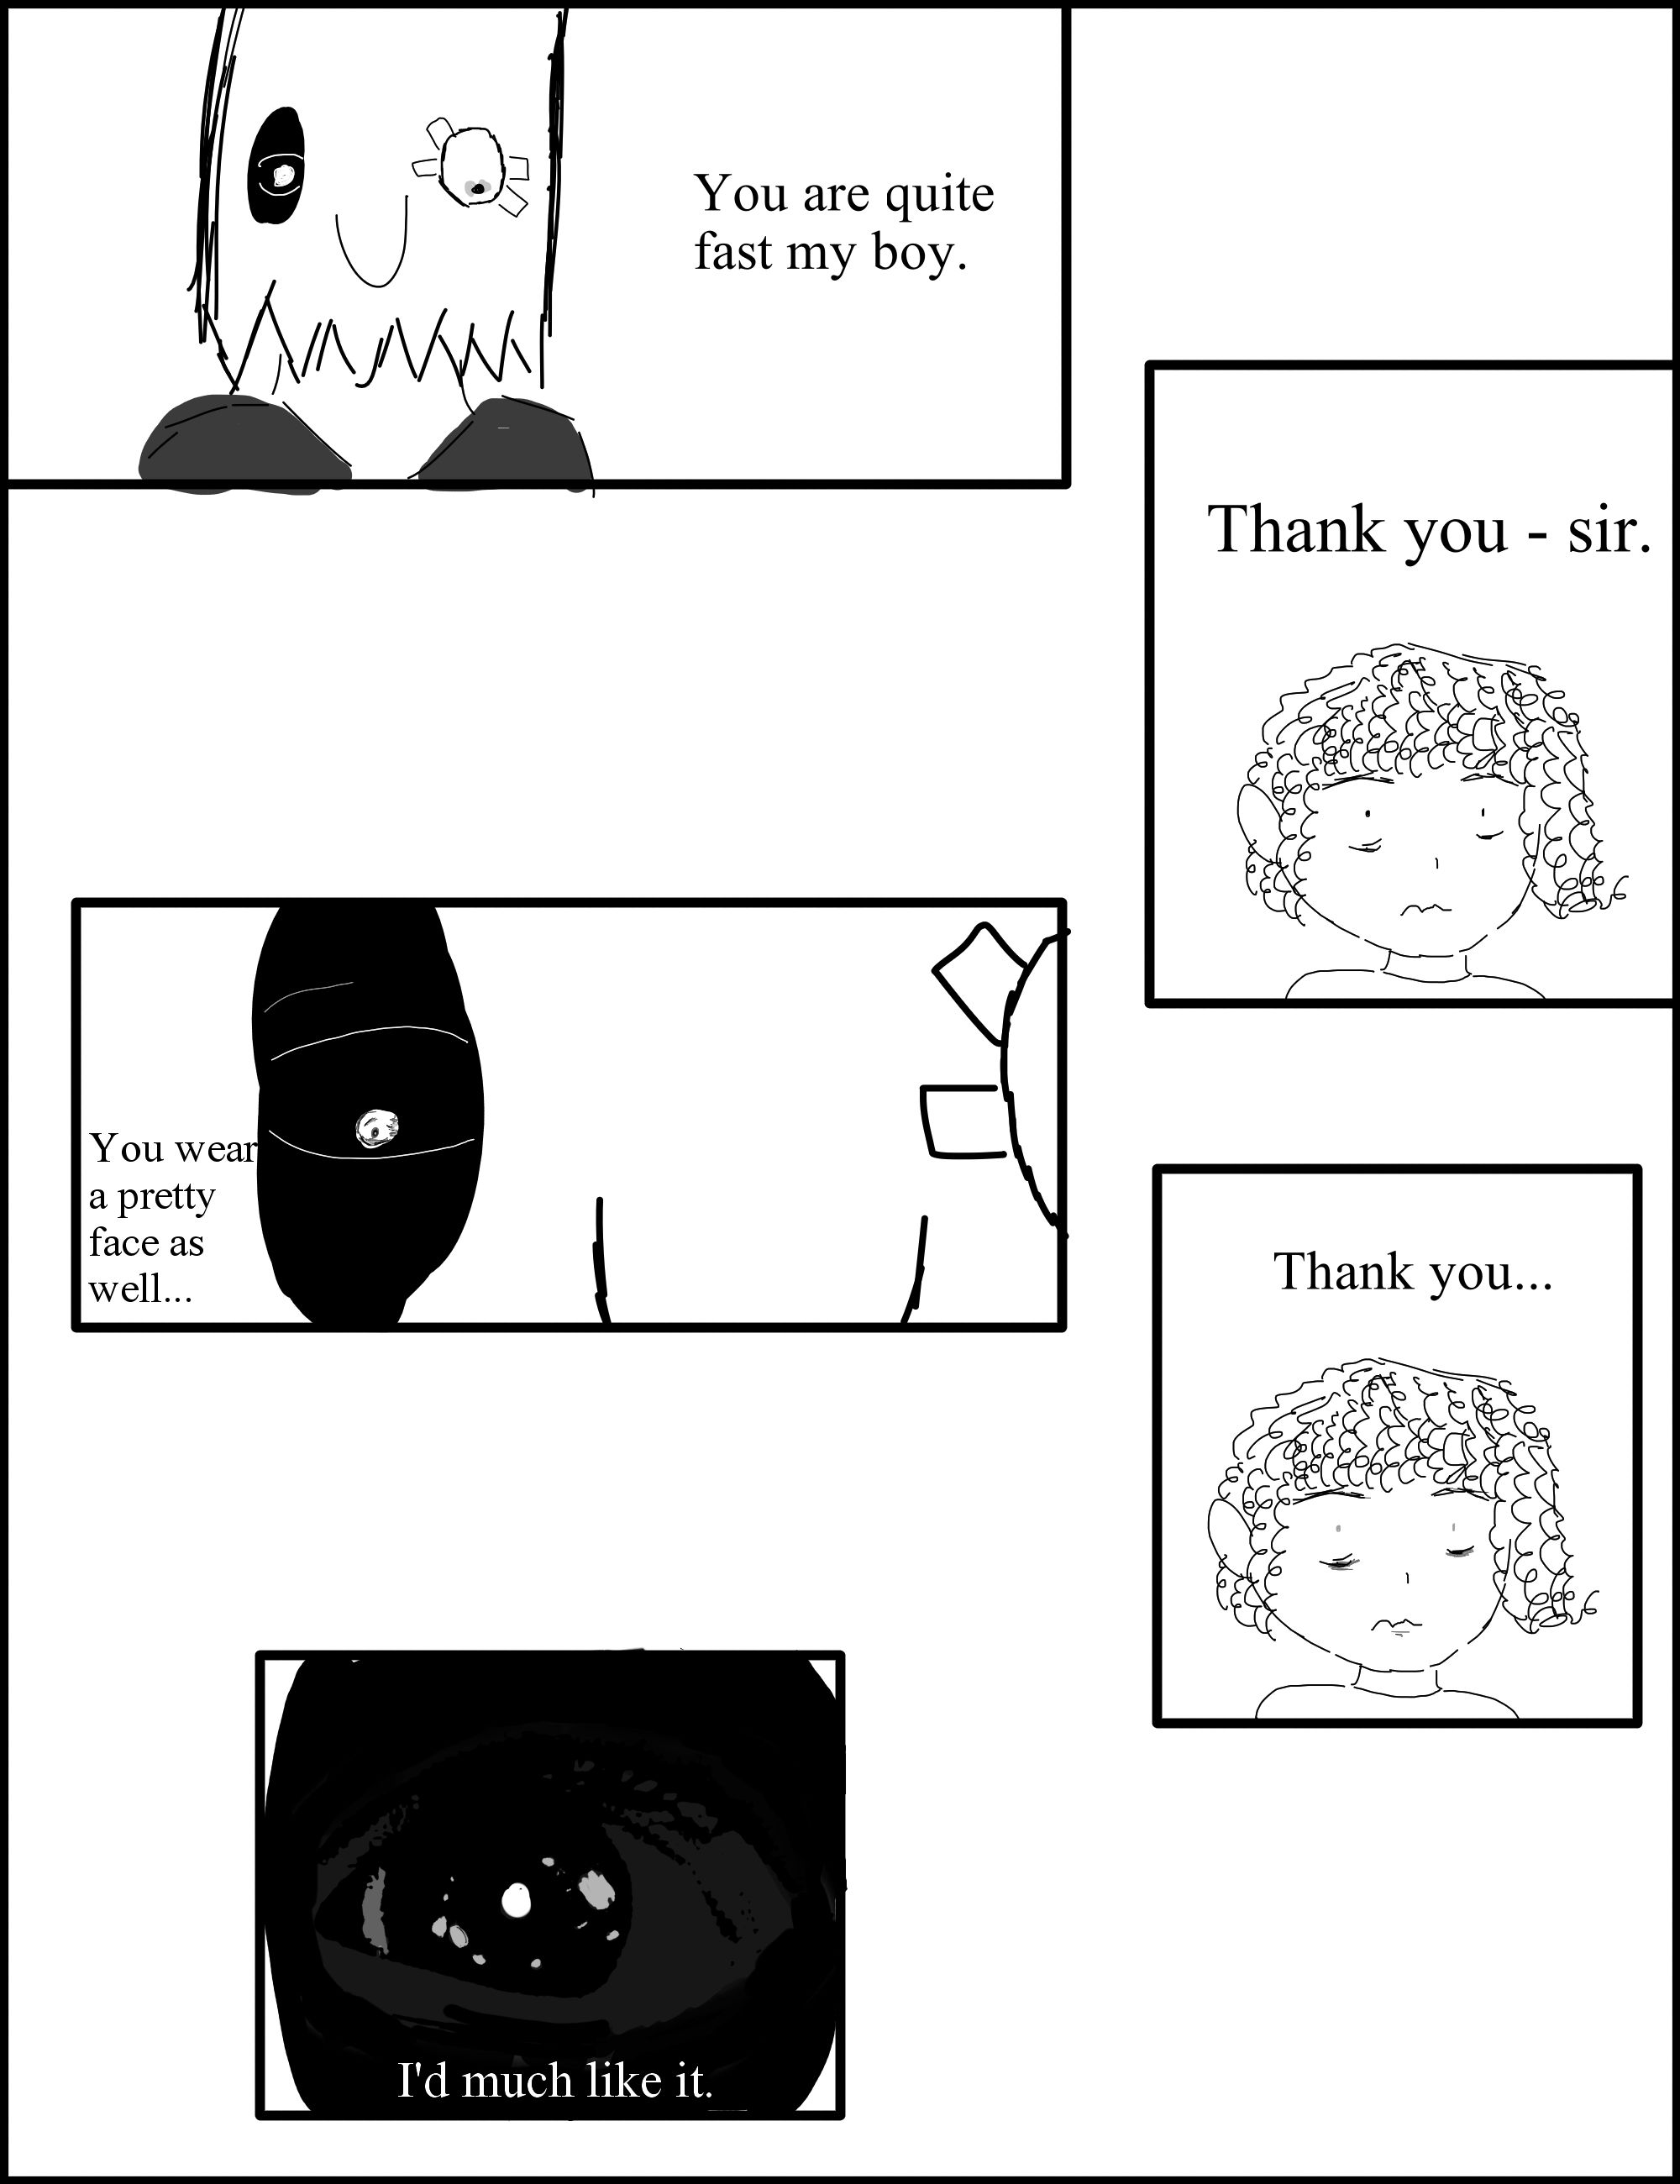 You are quite
fast my boy.
Thank you - sir.
You wear
a pretty
face as
well...
Thank you...
I'd much like it.